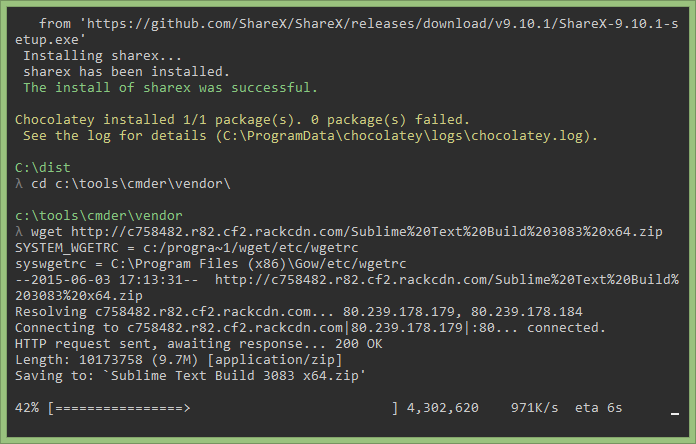 from 'https://github.com/ShareX/ShareX/releases/download/v9.10.1/ShareX-9.10.1-s
etup.exe'
Installing sharex...
sharex has been installed.
The install of sharex was successful.
Chocolatey installed 1/1 package(s). 0 package(s) failed.
See the log for details (C:\ProgramData\chocolatey\logs\chocolatey.log).
C:\dist
λ cd c:\tools\cmder\vendor\
c:\tools\cmder\vendor
λ wget http://c758482.r82.cf2.rackcdn.com/Sublime%20Text%20Build%203083%20x64.zip
SYSTEM_WGETRC = c:/progra~1/wget/etc/wgetrc
syswgetrc = C:\Program Files (x86)\Gow/etc/wgetrc
--2015-06-03 17:13:31--  http://c758482.r82.cf2.rackcdn.com/Sublime%20Text%20Build%
203083%20x64.zip
Resolving c758482.r82.cf2.rackcdn.com... 80.239.178.179, 80.239.178.184
Connecting to c758482.r82.cf2.rackcdn.com|80.239.178.179|:80... connected.
HTTP request sent, awaiting response... 200 OK
Length: 10173758 (9.7M) [application/zip]
Saving to: `Sublime Text Build 3083 x64.zip'
42% [================>                          ] 4,302,620    971K/s  eta 6s